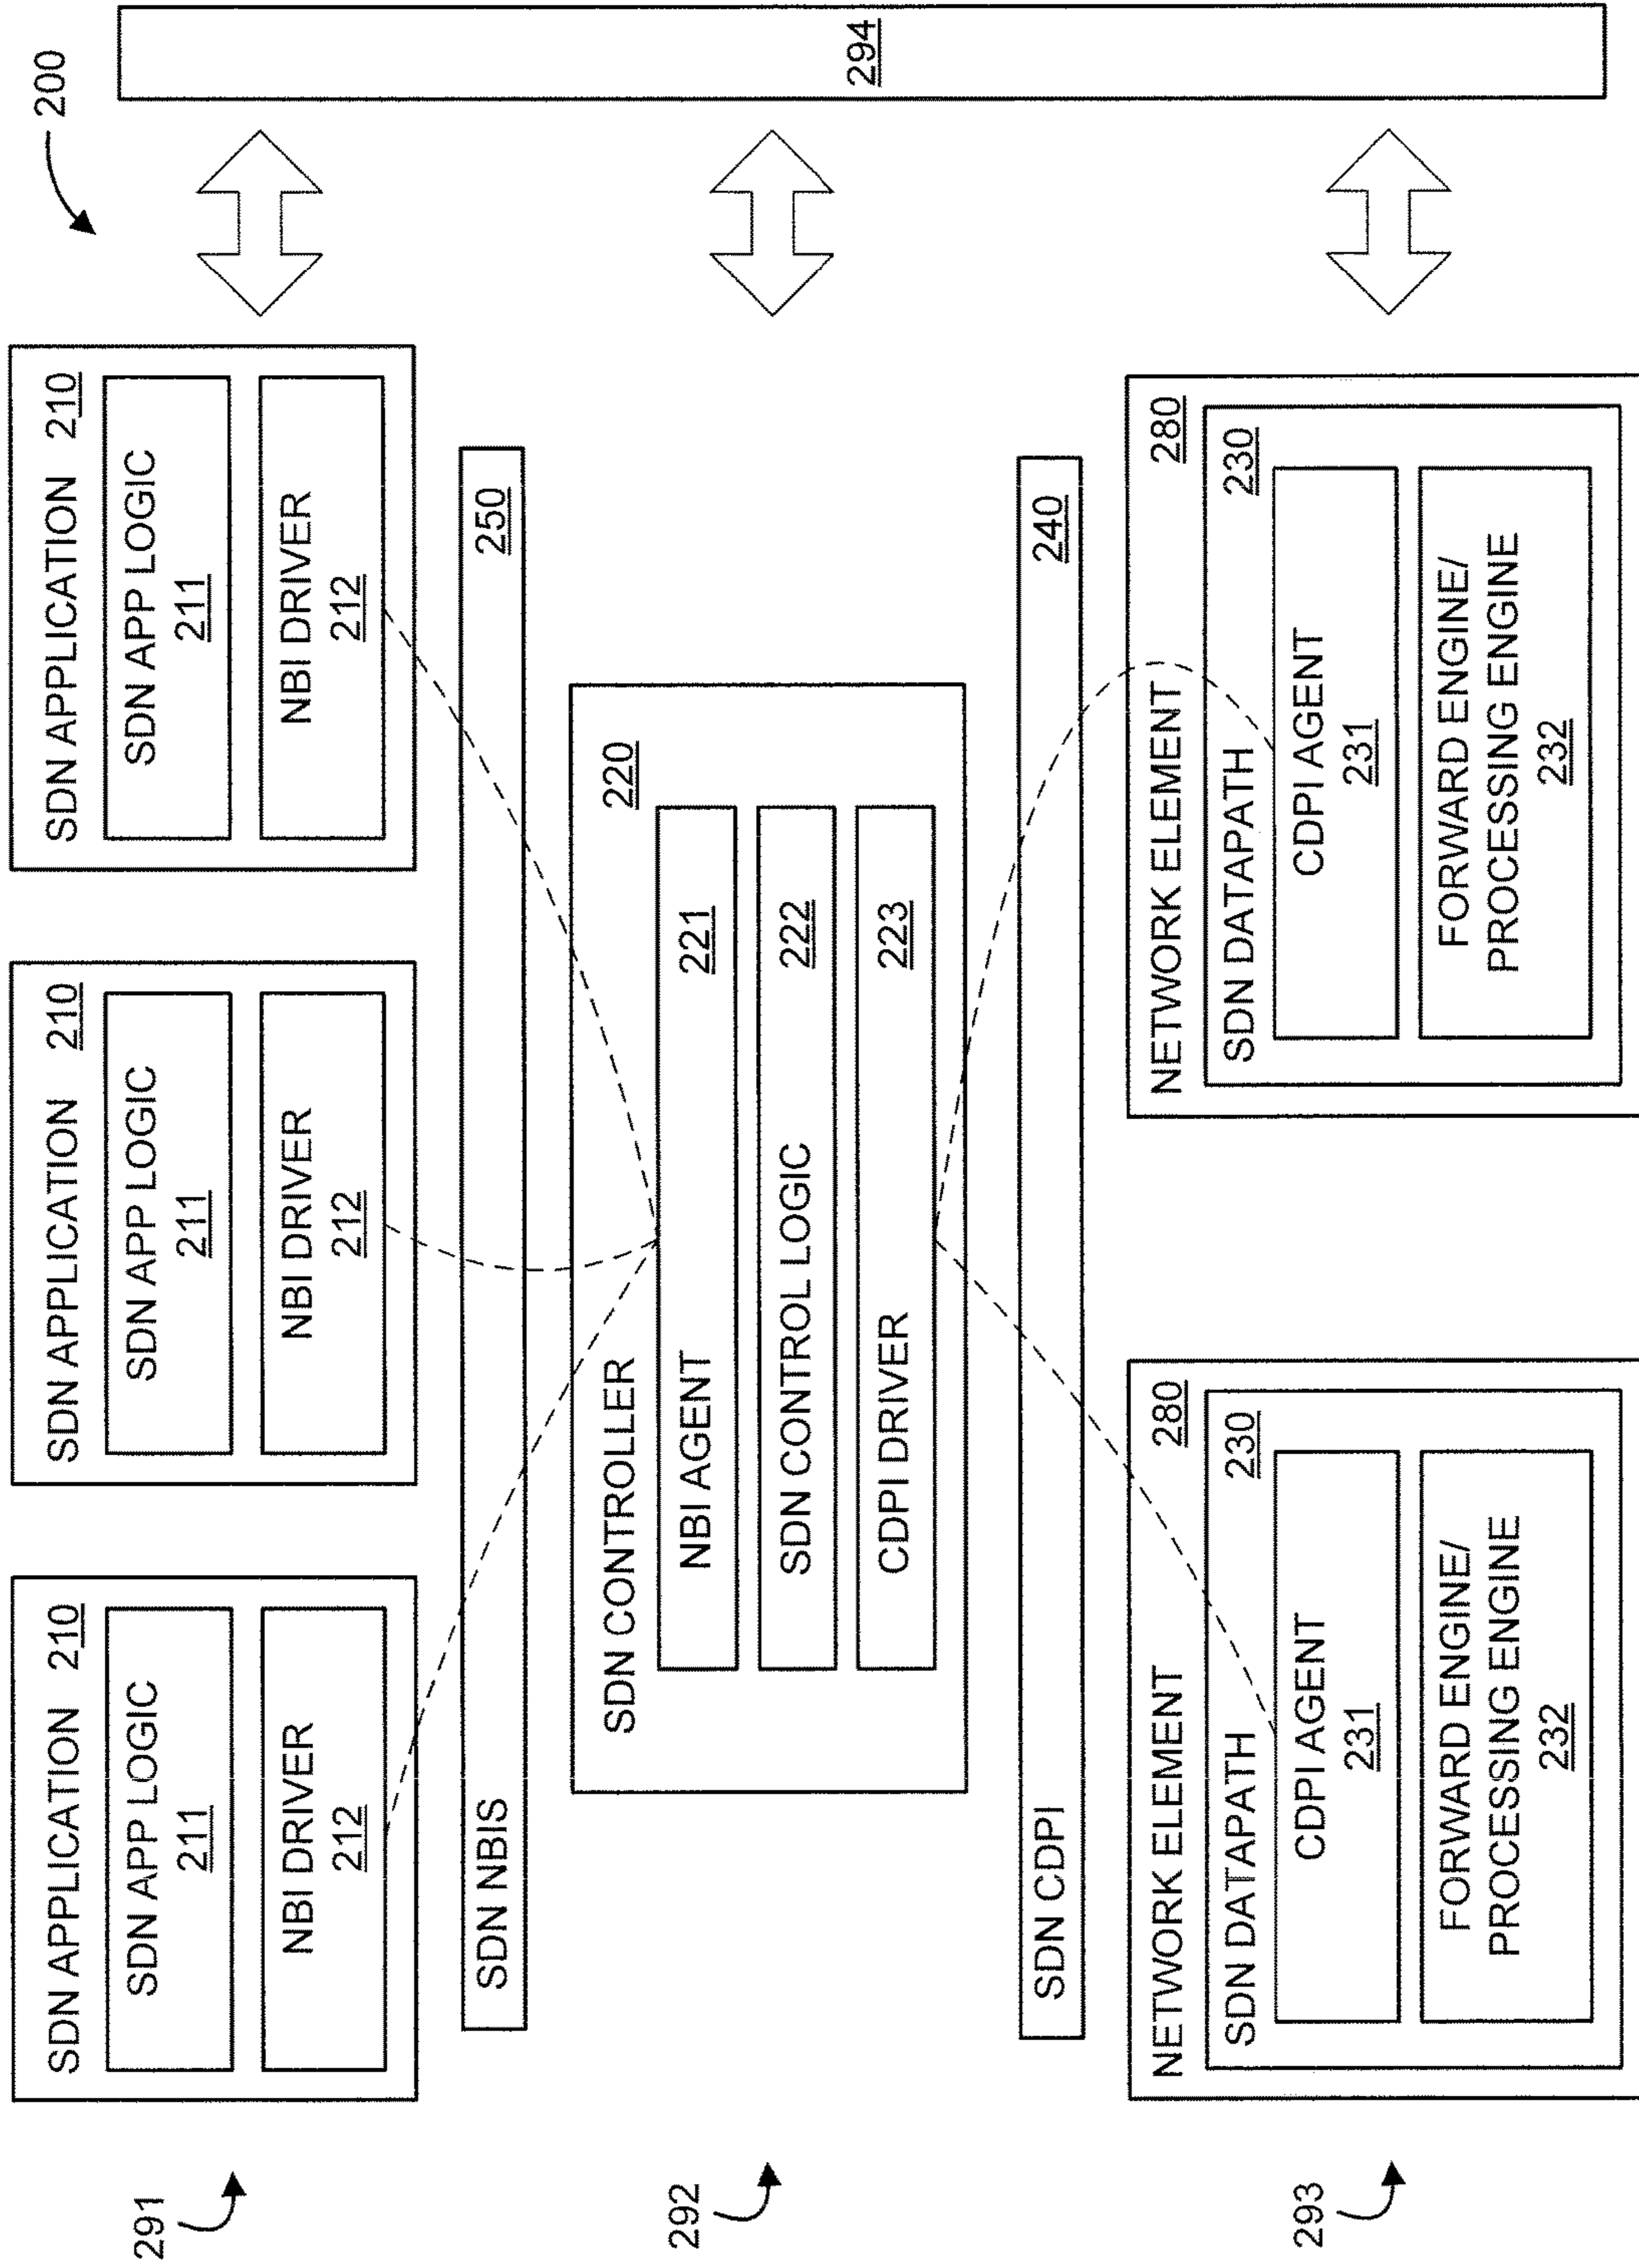 200
291
SDN APPLICATION 210
SDN APP LOGIC
211
NBI DRIVER
212
SDN APPLICATION 210
SDN APP LOGIC
211
NBI DRIVER
212
SDN APPLICATION 210
SDN APP LOGIC
211
NBI DRIVER
212
SDN NBIS 250
292
SDN CONTROLLER 220
NBI AGENT 221
SDN CONTROL LOGIC 222
CDPI DRIVER 223
SDN CDPI 240
293
NETWORK ELEMENT 280
SDN DATAPATH 230
CDPI AGENT
231
FORWARD ENGINE/
PROCESSING ENGINE
232
NETWORK ELEMENT 280
SDN DATAPATH 230
CDPI AGENT
231
FORWARD ENGINE/
PROCESSING ENGINE
232
294